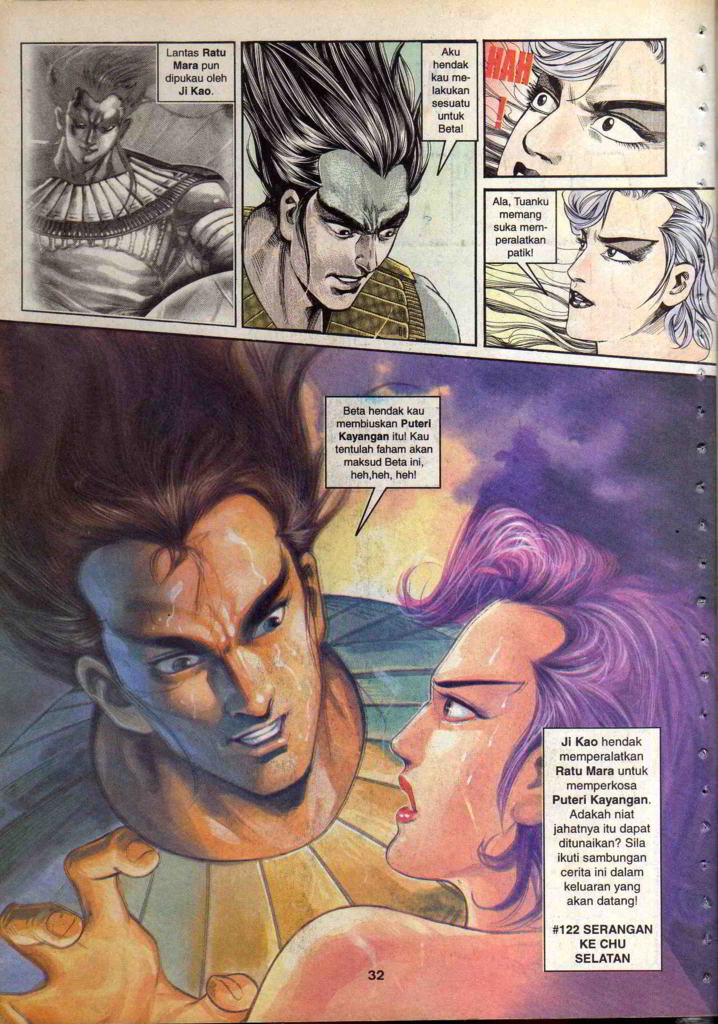 Lantas Ratu
Mara pun
dipukau oleh
Ji Kao.
Aku
hendak
kau me-
lakukan
sesuatu
untuk
Beta!
HAH
!
Ala, Tuanku
memang
suka mem-
peralatkan
patik!
Beta hendak kau
membiuskan Puteri
Kayangan itu! Kau
tentulah faham akan
maksud Beta ini,
heh,heh, heh!
Ji Kao hendak
memperalatkan
Ratu Mara untuk
memperkosa
Puteri Kayangan.
Adakah niat
jahatnya itu dapat
ditunaikan? Sila
ikuti sambungan
cerita ini dalam
keluaran yang
akan datang!
#122 SERANGAN
KE CHU
SELATAN
32